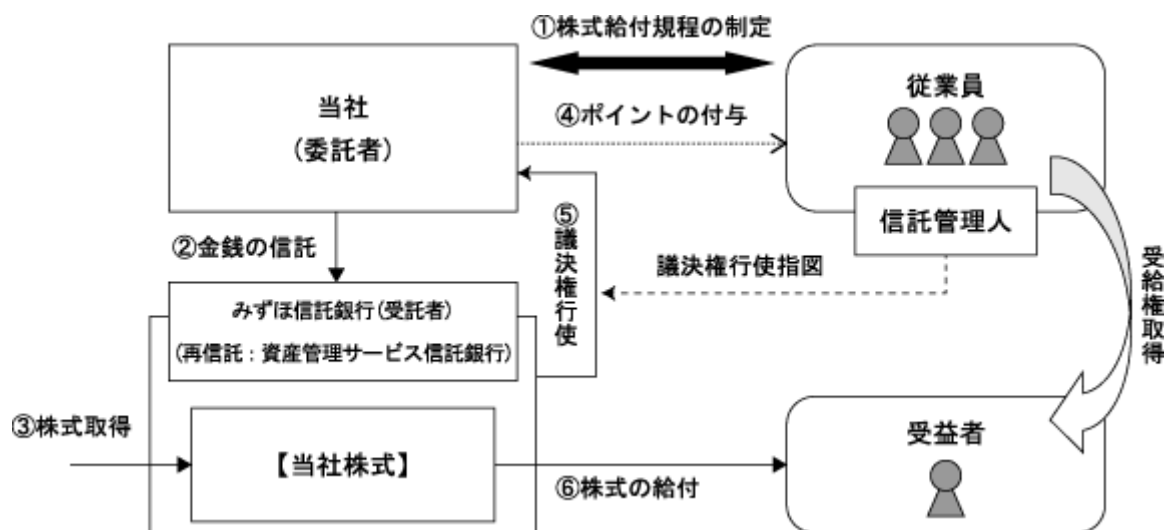 ①株式給付規程の制定
当社
(委託者)
従業員
④ポイントの付与
信託管理人
②金銭の信託
⑤議決権行使
議決権行使指図
受給権取得
みずほ信託銀行(受託者)
(再信託：資産管理サービス信託銀行)
③株式取得
【当社株式】
受益者
⑥株式の給付